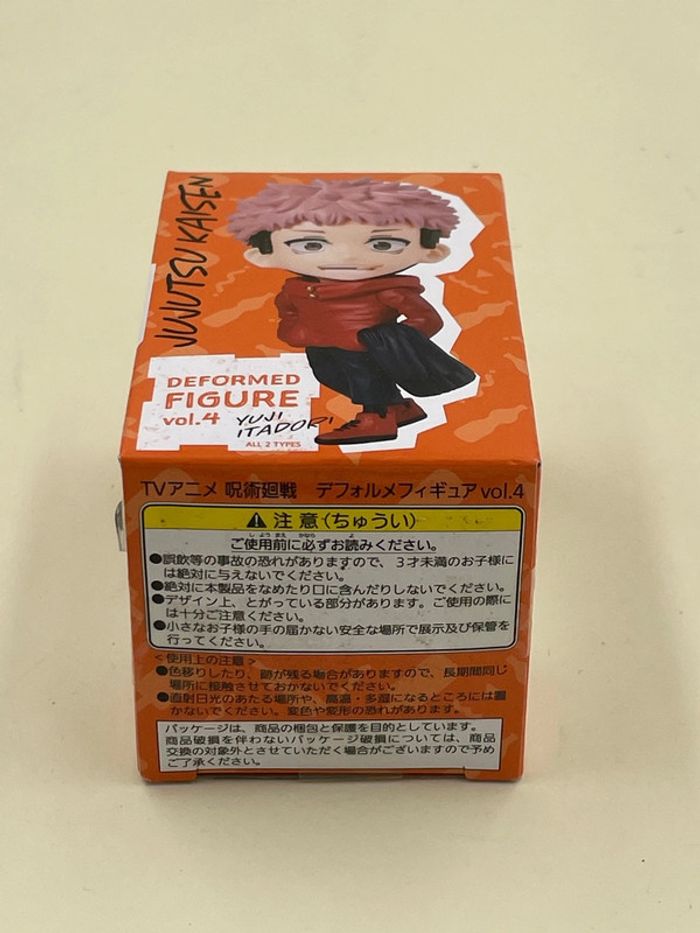 JUJUTSU KAISEN
DEFORMED
FIGURE
vol.4 YUJI
ITADORI
ALL 2 TYPES
TVアニメ 呪術廻戦 デフォルメフィギュア vol.4
⚠注意(ちゅうい)
しようまえ かなら よ
ご使用前に必ずお読みください。
●誤飲等の事故の恐れがありますので、3才未満のお子様に
は絶対に与えないでください。
●絶対に本製品をなめたり口に含んだりしないでください。
●デザイン上、とがっている部分があります。ご使用の際に
は十分ご注意ください。
●小さなお子様の手の届かない安全な場所で展示及び保管を
行ってください。
<使用上の注意>
●色移りしたり、跡が残る場合がありますので、長期間同じ
場所に接触させておかないでください。
●直射日光のあたる場所や、高温・多湿になるところには置
かないでください。変色や変形の恐れがあります。
パッケージは、商品の梱包と保護を目的としています。
商品破損を伴わないパッケージ破損については、商品
交換の対象外とさせていただく場合がございますので予め
ご了承ください。